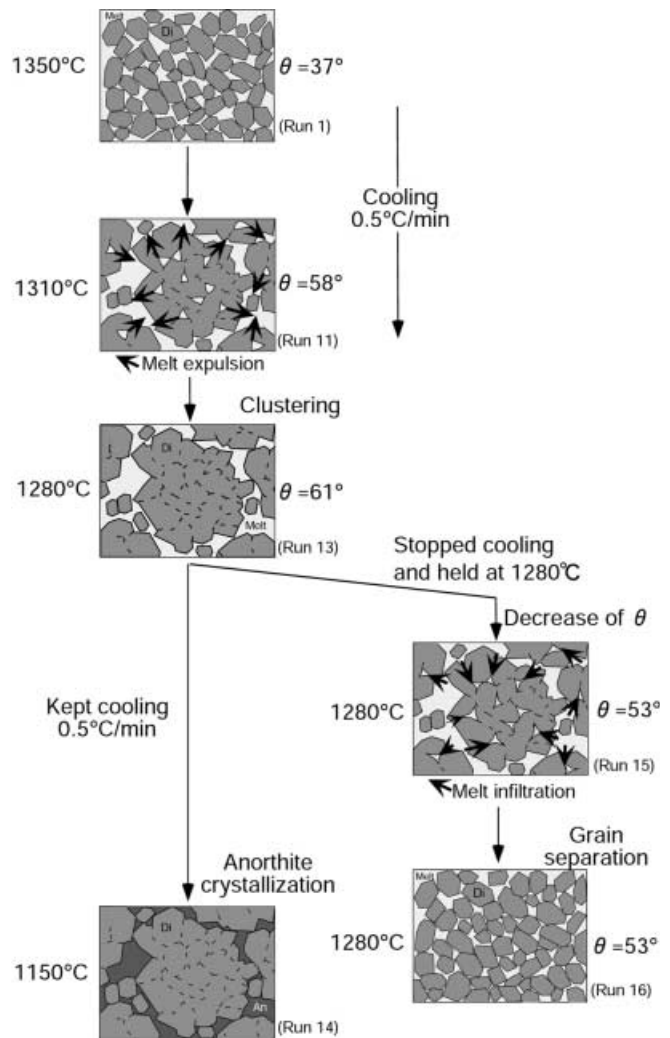 Melt
Di
1350°C
θ =37°
(Run 1)
Cooling
0.5°C/min
1310°C
θ =58°
(Run 11)
Melt expulsion
Clustering
Di
1280°C
θ =61°
Melt
(Run 13)
Stopped cooling
and held at 1280℃
Decrease of θ
Kept cooling
0.5°C/min
1280°C
θ =53°
(Run 15)
Melt infiltration
Anorthite
crystallization
Grain
separation
Di
1150°C
An
(Run 14)
Melt
Di
1280°C
θ =53°
(Run 16)